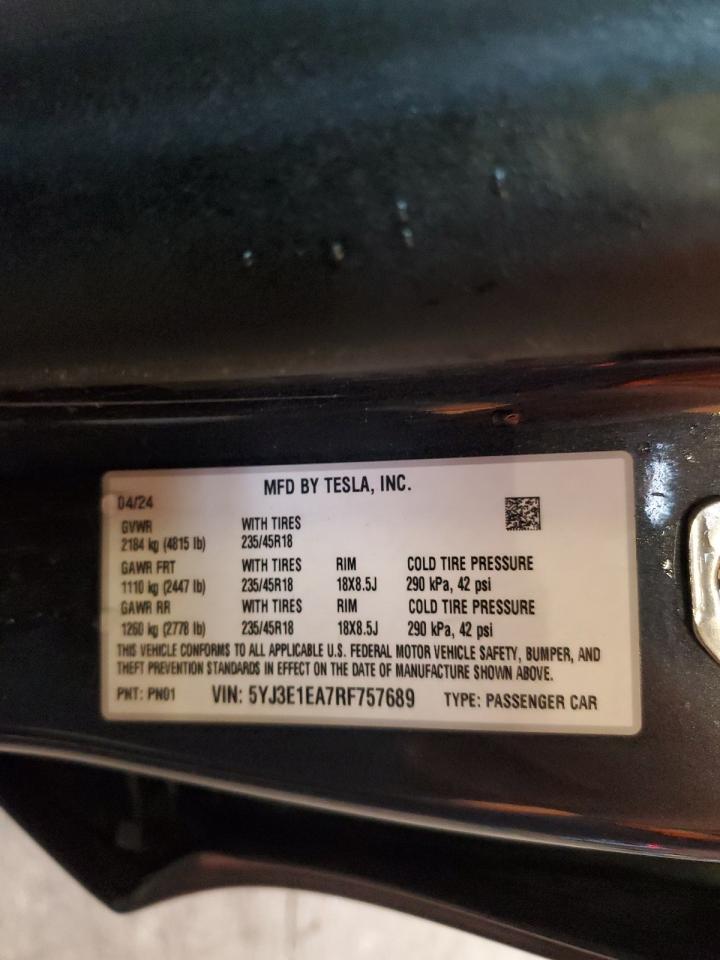 MFD BY TESLA, INC.
04/24
GVWR WITH TIRES
2184 kg (4815 lb) 235/45R18
GAWR FRT WITH TIRES RIM COLD TIRE PRESSURE
1110 kg (2447 lb) 235/45R18 18X8.5J 290 kPa, 42 psi
GAWR RR WITH TIRES RIM COLD TIRE PRESSURE
1260 kg (2778 lb) 235/45R18 18X8.5J 290 kPa, 42 psi
THIS VEHICLE CONFORMS TO ALL APPLICABLE U.S. FEDERAL MOTOR VEHICLE SAFETY, BUMPER, AND
THEFT PREVENTION STANDARDS IN EFFECT ON THE DATE OF MANUFACTURE SHOWN ABOVE.
PNT: PN01 VIN: 5YJ3E1EA7RF757689 TYPE: PASSENGER CAR